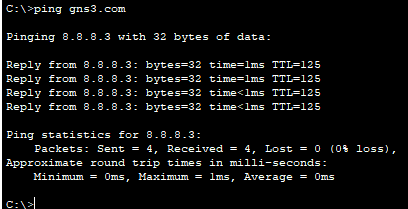 C:\>ping gns3.com
Pinging 8.8.8.3 with 32 bytes of data:
Reply from 8.8.8.3: bytes=32 time=1ms TTL=125
Reply from 8.8.8.3: bytes=32 time<1ms TTL=125
Reply from 8.8.8.3: bytes=32 time<1ms TTL=125
Reply from 8.8.8.3: bytes=32 time<1ms TTL=125
Ping statistics for 8.8.8.3:
    Packets: Sent = 4, Received = 4, Lost = 0 (0% loss),
Approximate round trip times in milli-seconds:
    Minimum = 0ms, Maximum = 1ms, Average = 0ms
C:\>